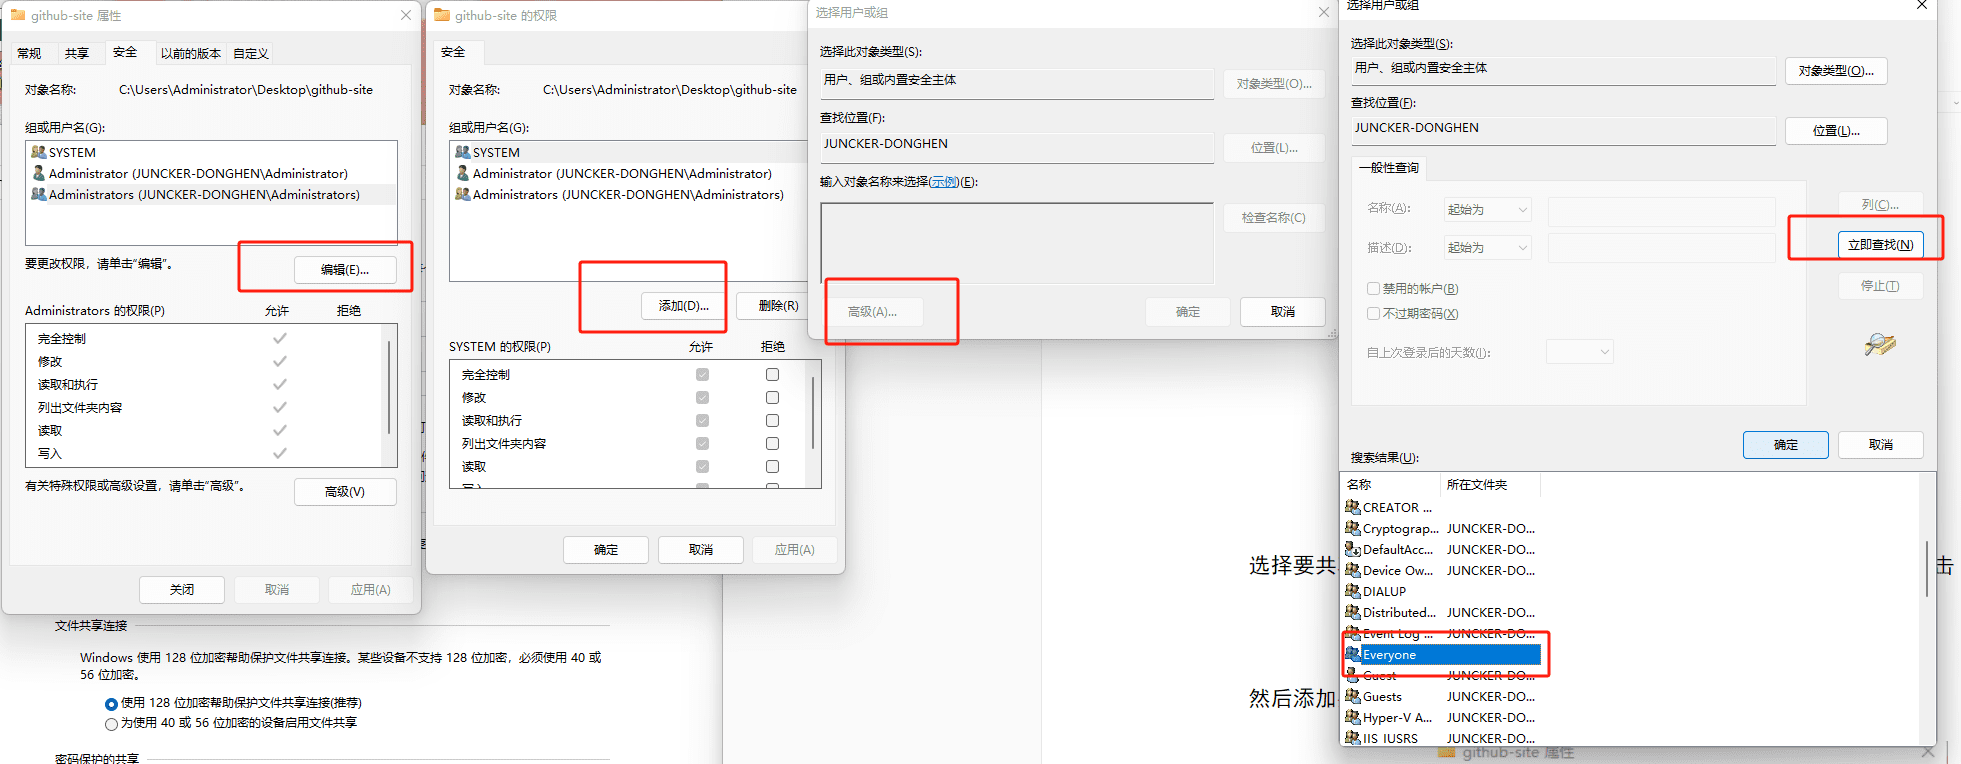 github-site 属性
常规 共享 安全 以前的版本 自定义
对象名称: C:\Users\Administrator\Desktop\github-site
组或用户名(G):
SYSTEM
Administrator (JUNCKER-DONGHEN\Administrator)
Administrators (JUNCKER-DONGHEN\Administrators)
要更改权限，请单击“编辑”。
编辑(E)...
Administrators 的权限(P) 允许 拒绝
完全控制
修改
读取和执行
列出文件夹内容
读取
写入
有关特殊权限或高级设置，请单击“高级”。
高级(V)
关闭 取消 应用(A)
文件共享连接
Windows 使用 128 位加密帮助保护文件共享连接。某些设备不支持 128 位加密，必须使用 40 或
56 位加密。
使用 128 位加密帮助保护文件共享连接(推荐)
为使用 40 或 56 位加密的设备启用文件共享
密码保护的共享
github-site 的权限
安全
对象名称: C:\Users\Administrator\Desktop\github-site
组或用户名(G):
SYSTEM
Administrator (JUNCKER-DONGHEN\Administrator)
Administrators (JUNCKER-DONGHEN\Administrators)
添加(D)... 删除(R)
SYSTEM 的权限(P) 允许 拒绝
完全控制
修改
读取和执行
列出文件夹内容
读取
确定 取消 应用(A)
选择用户或组
选择此对象类型(S):
用户、组或内置安全主体
对象类型(O)...
查找位置(F):
JUNCKER-DONGHEN
位置(L)...
输入对象名称来选择(示例)(E):
检查名称(C)
高级(A)... 确定 取消
选择要共
击
然后添加
选择用户或组
选择此对象类型(S):
用户、组或内置安全主体
对象类型(O)...
查找位置(F):
JUNCKER-DONGHEN
位置(L)...
一般性查询
名称(A): 起始为
描述(D): 起始为
列(C)...
立即查找(N)
停止(T)
禁用的帐户(B)
不过期密码(X)
自上次登录后的天数(I):
确定 取消
搜索结果(U):
名称 所在文件夹
CREATOR ...
Cryptograp... JUNCKER-DO...
DefaultAcc... JUNCKER-DO...
Device Ow... JUNCKER-DO...
DIALUP
Distributed... JUNCKER-DO...
Event Log ... JUNCKER-DO...
Everyone
Guest JUNCKER-DO...
Guests JUNCKER-DO...
Hyper-V A... JUNCKER-DO...
IIS_IUSRS JUNCKER-DO...
github-site 属性